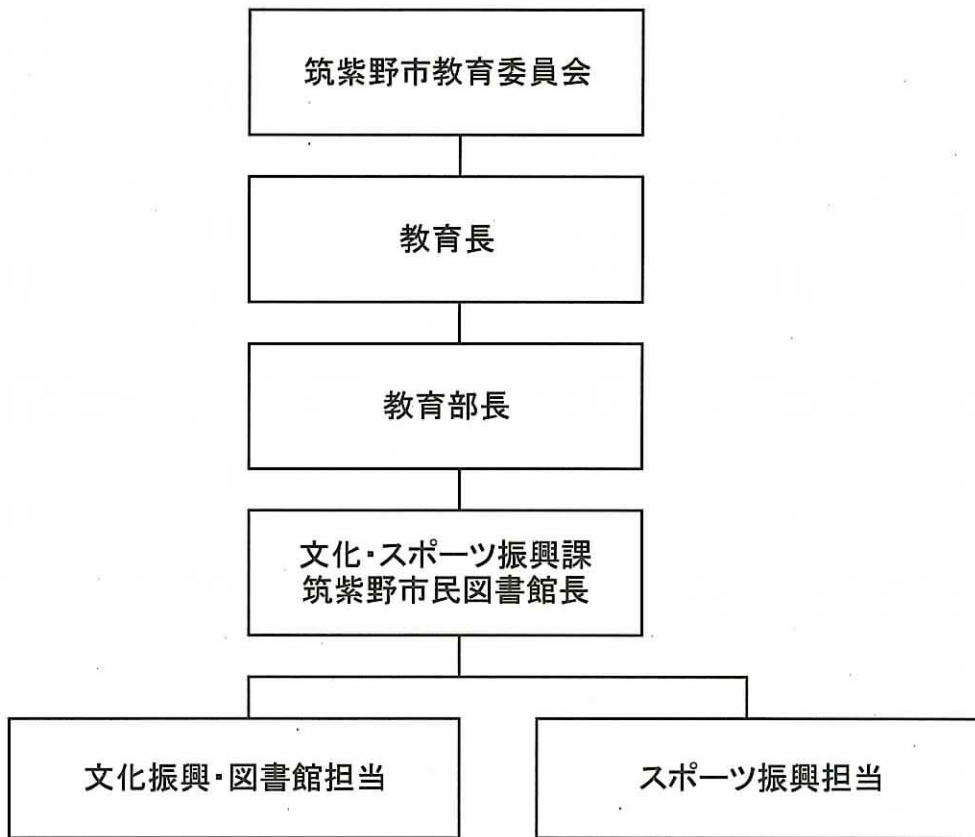 筑紫野市教育委員会
教育長
教育部長
文化・スポーツ振興課
筑紫野市民図書館長
文化振興・図書館担当
スポーツ振興担当